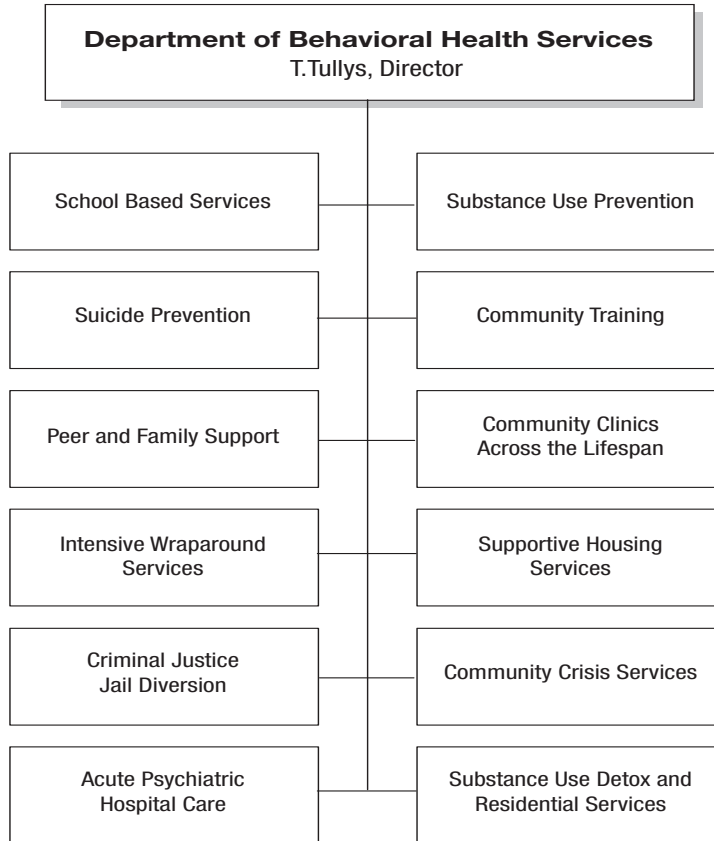 Department of Behavioral Health Services
T.Tullys, Director
School Based Services
Substance Use Prevention
Suicide Prevention
Community Training
Peer and Family Support
Community Clinics
Across the Lifespan
Intensive Wraparound
Services
Supportive Housing
Services
Criminal Justice
Jail Diversion
Community Crisis Services
Acute Psychiatric
Hospital Care
Substance Use Detox and
Residential Services